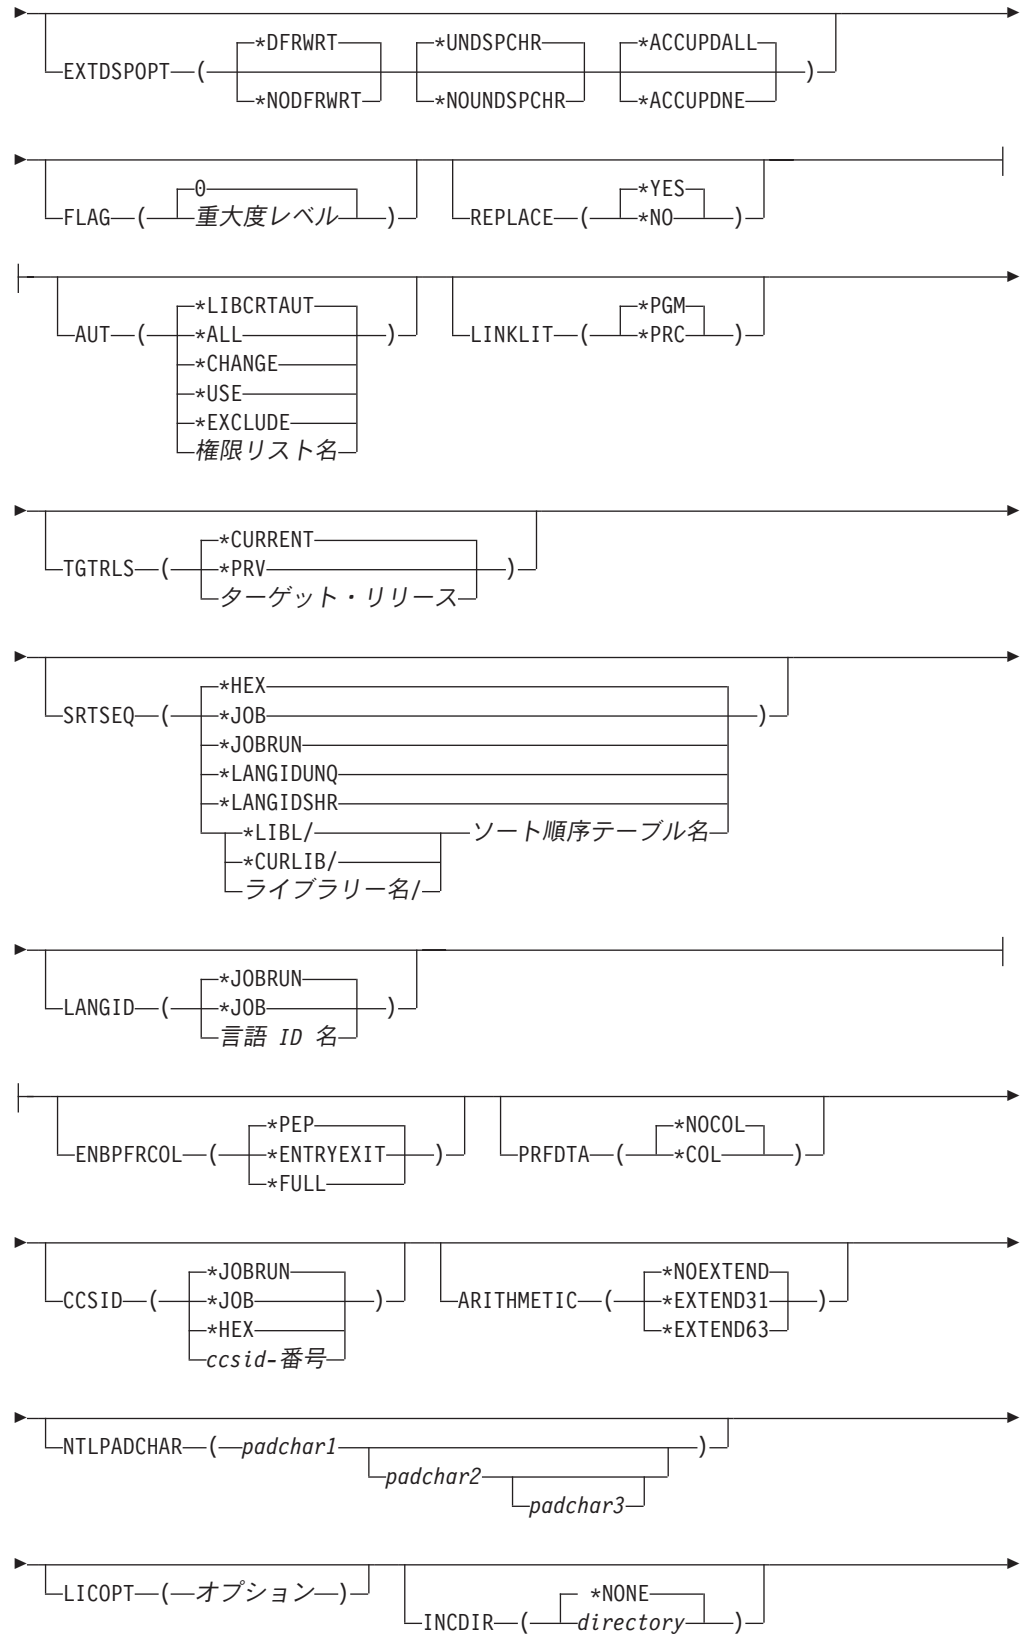 *DFRWRT *UNDSPCHR *ACCUPDALL
EXTDSPOPT ( )
*NODFRWRT *NOUNDSPCHR *ACCUPDNE
0 *YES
FLAG ( 重大度レベル ) REPLACE ( *NO )
*LIBCRTAUT *PGM
AUT ( *ALL ) LINKLIT ( *PRC )
*CHANGE
*USE
*EXCLUDE
権限リスト名
*CURRENT
TGTRLS ( *PRV )
ターゲット・リリース
*HEX
SRTSEQ ( *JOB )
*JOBRUN
*LANGIDUNQ
*LANGIDSHR
*LIBL/ ソート順序テーブル名
*CURLIB/
ライブラリー名/
*JOBRUN
LANGID ( *JOB )
言語 ID 名
*PEP *NOCOL
ENBPFRCOL ( *ENTRYEXIT ) PRFDTA ( *COL )
*FULL
*JOBRUN *NOEXTEND
CCSID ( *JOB ) ARITHMETIC ( *EXTEND31 )
*HEX *EXTEND63
ccsid-番号
NTLPADCHAR ( padchar1 )
padchar2
padchar3
LICOPT ( オプション ) *NONE
INCDIR ( directory )